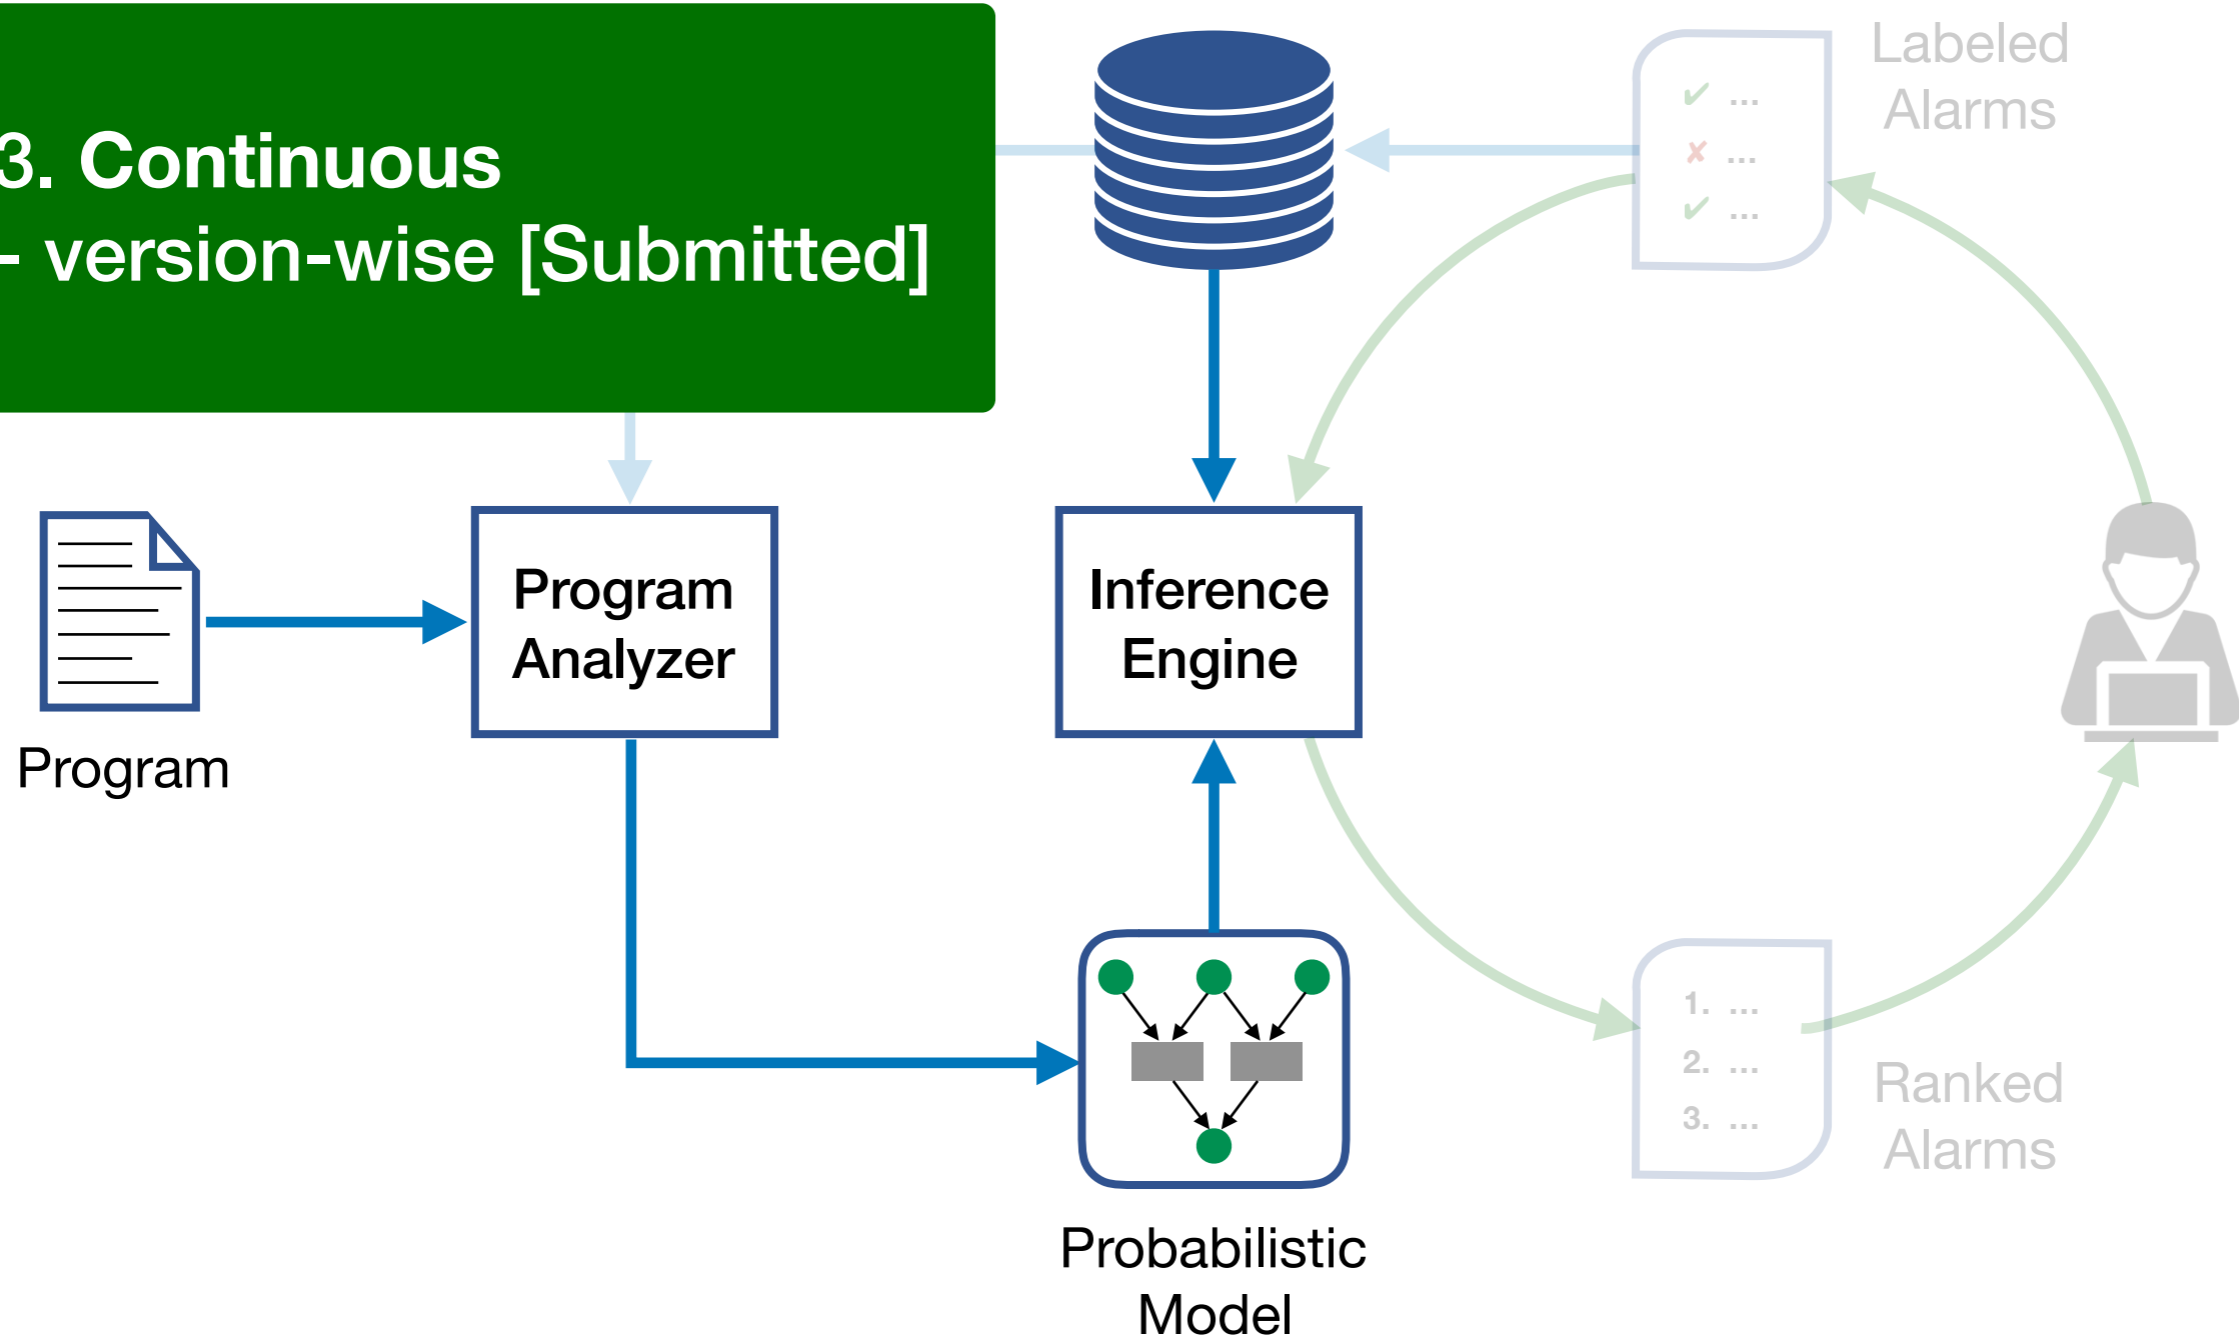 3. Continuous
- version-wise [Submitted]
Labeled
Alarms
✔ ...
✘ ...
✔ ...
Program
Analyzer
Inference
Engine
Program
1. ...
2. ...
3. ...
Ranked
Alarms
Probabilistic
Model